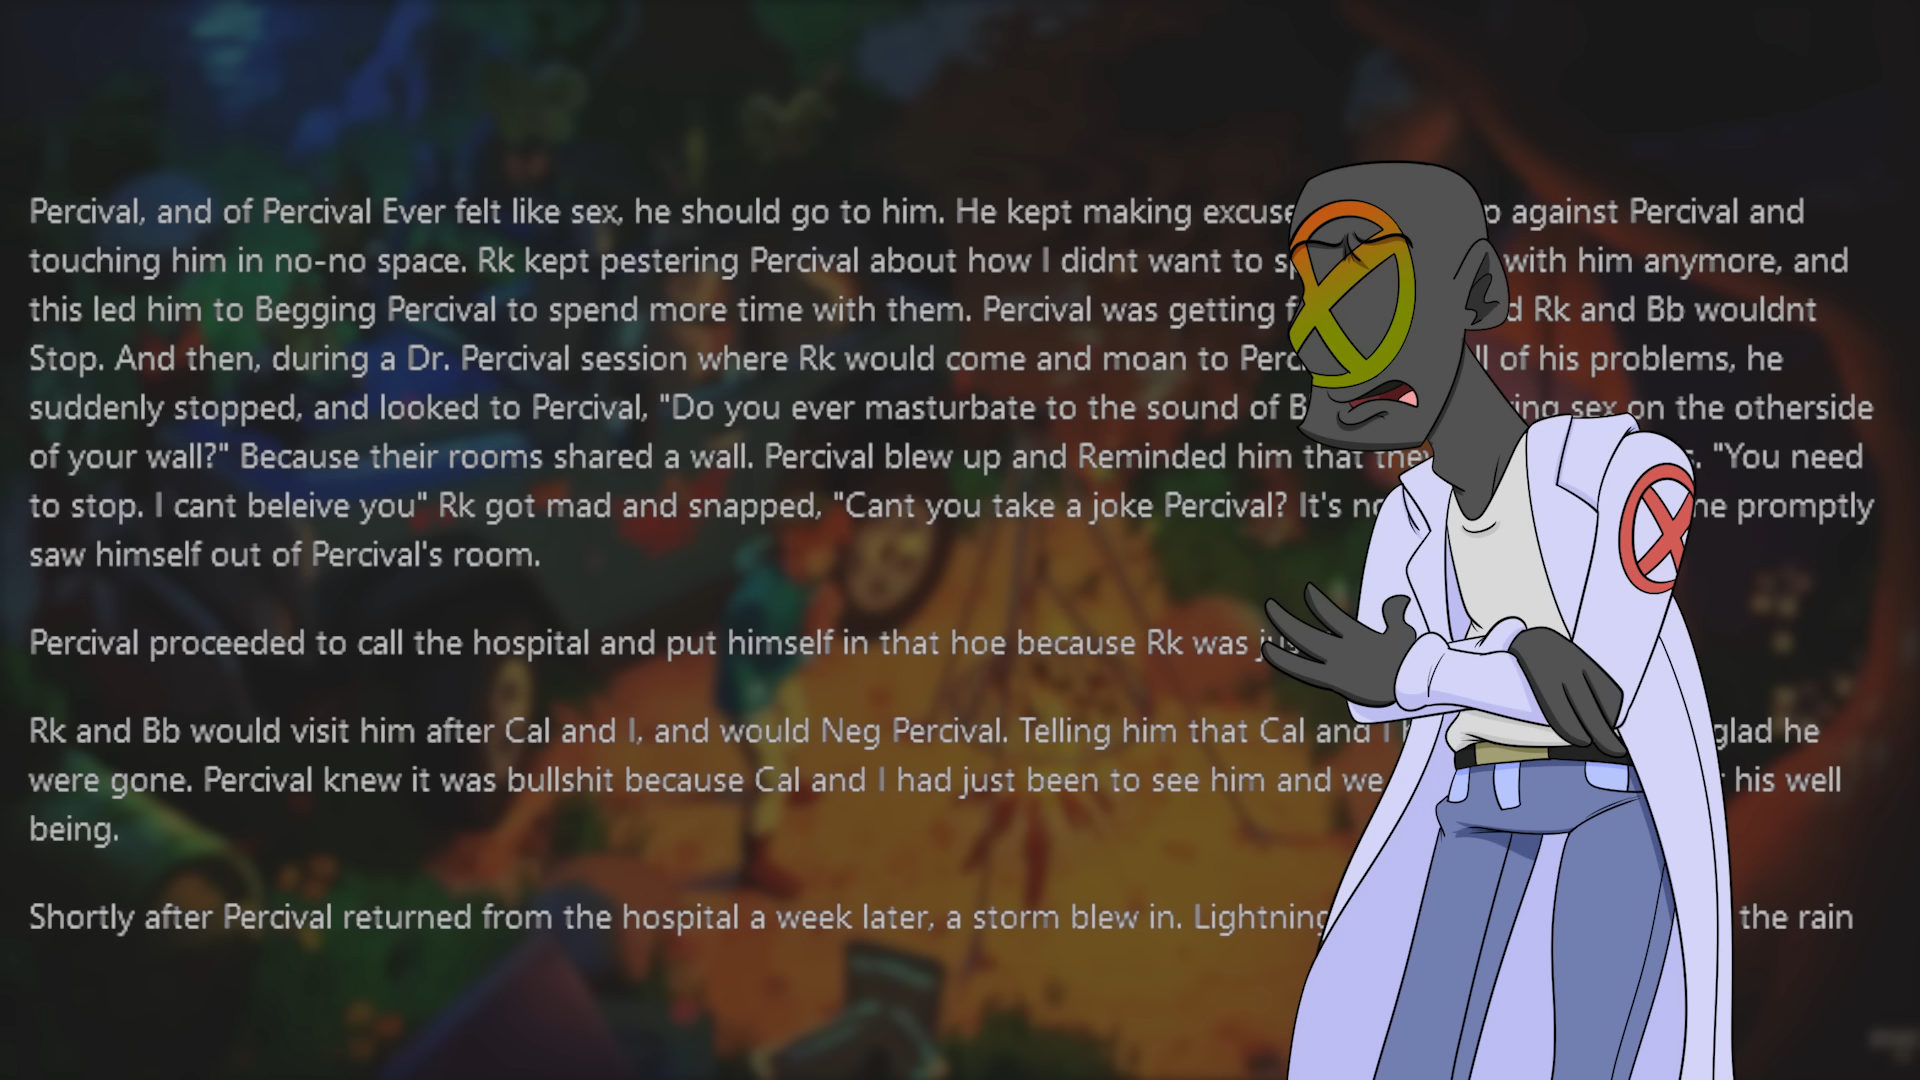 Percival, and of Percival Ever felt like sex, he should go to him. He kept making excuse against Percival and
touching him in no-no space. Rk kept pestering Percival about how I didnt want to with him anymore, and
this led him to Begging Percival to spend more time with them. Percival was getting Rk and Bb wouldnt
Stop. And then, during a Dr. Percival session where Rk would come and moan to of his problems, he
suddenly stopped, and looked to Percival, "Do you ever masturbate to the sound of sex on the otherside
of your wall?" Because their rooms shared a wall. Percival blew up and Reminded him that "You need
to stop. I cant beleive you" Rk got mad and snapped, "Cant you take a joke Percival? It's promptly
saw himself out of Percival's room.
Percival proceeded to call the hospital and put himself in that hoe because Rk was
Rk and Bb would visit him after Cal and I, and would Neg Percival. Telling him that Cal and I glad he
were gone. Percival knew it was bullshit because Cal and I had just been to see him and we his well
being.
Shortly after Percival returned from the hospital a week later, a storm blew in. Lightning the rain